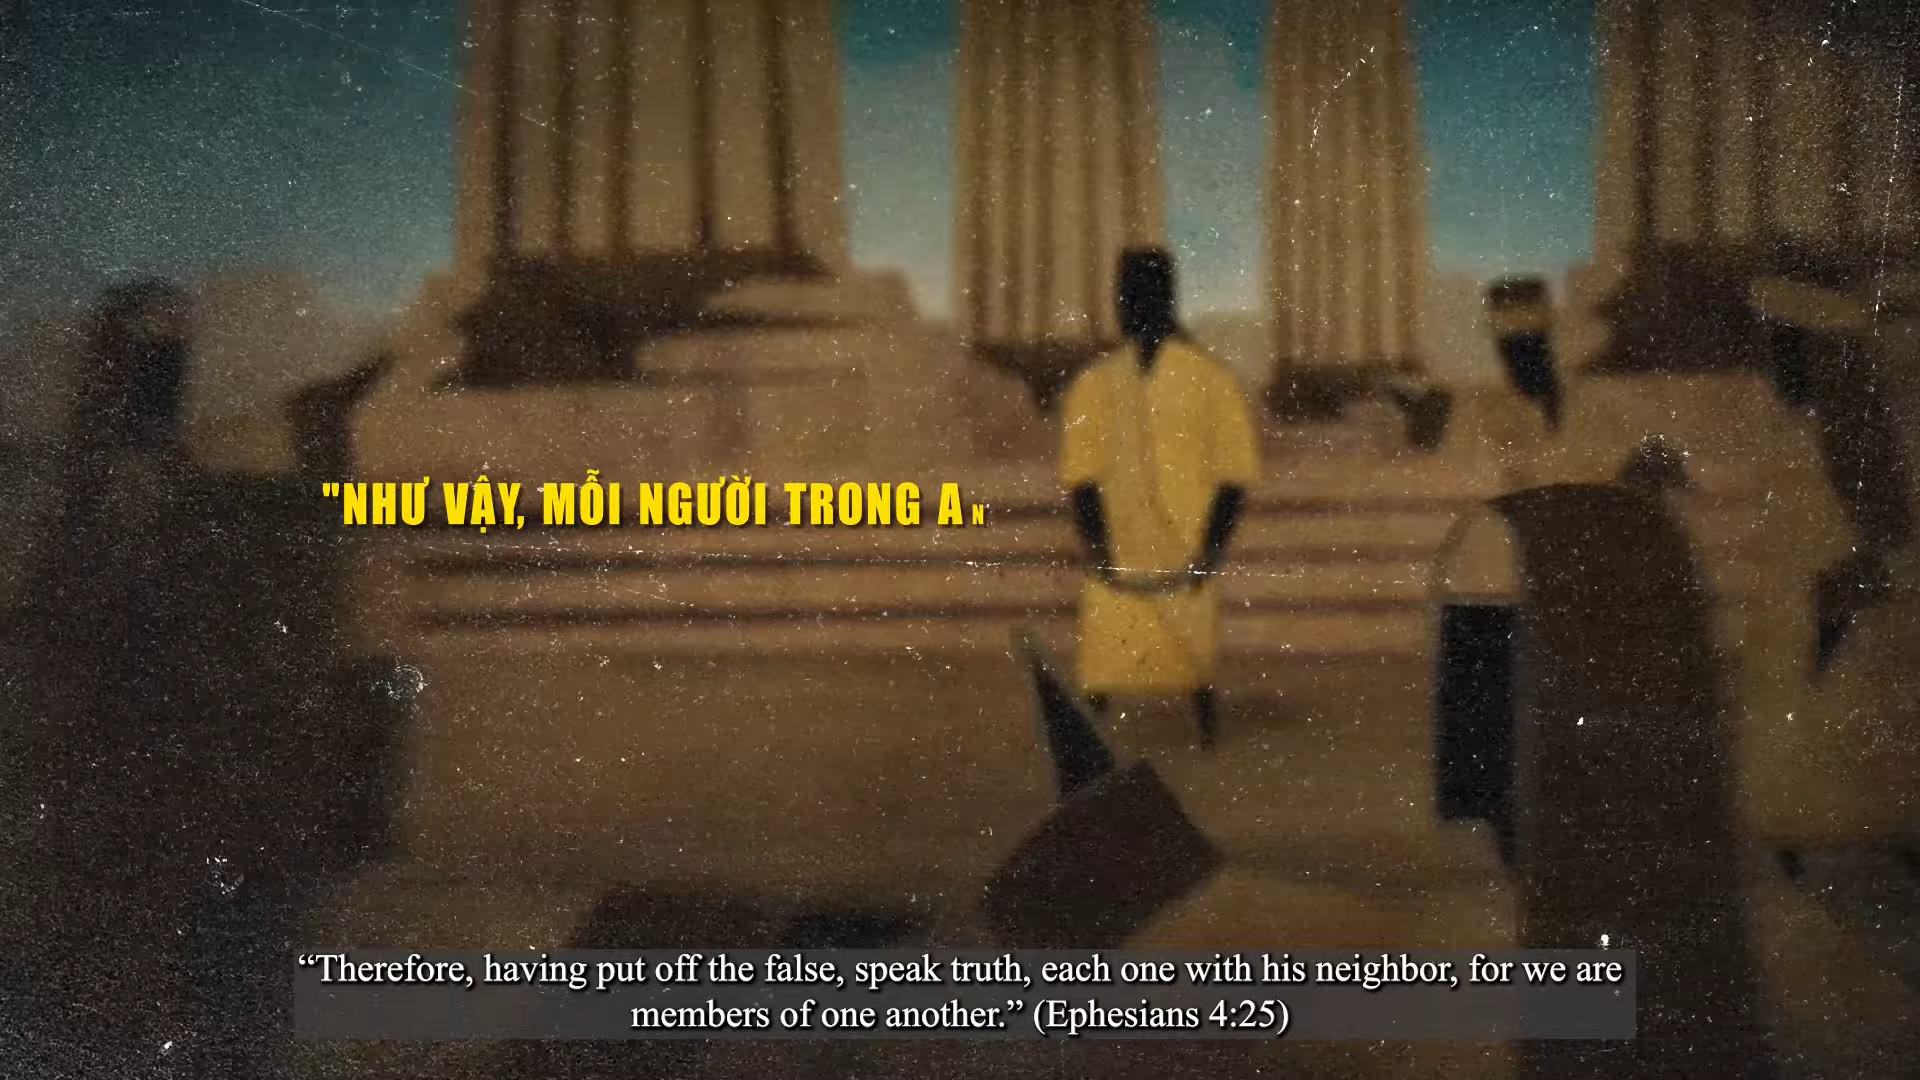 "NHƯ VẬY, MỖI NGƯỜI TRONG A N
“Therefore, having put off the false, speak truth, each one with his neighbor, for we are
members of one another.” (Ephesians 4:25)